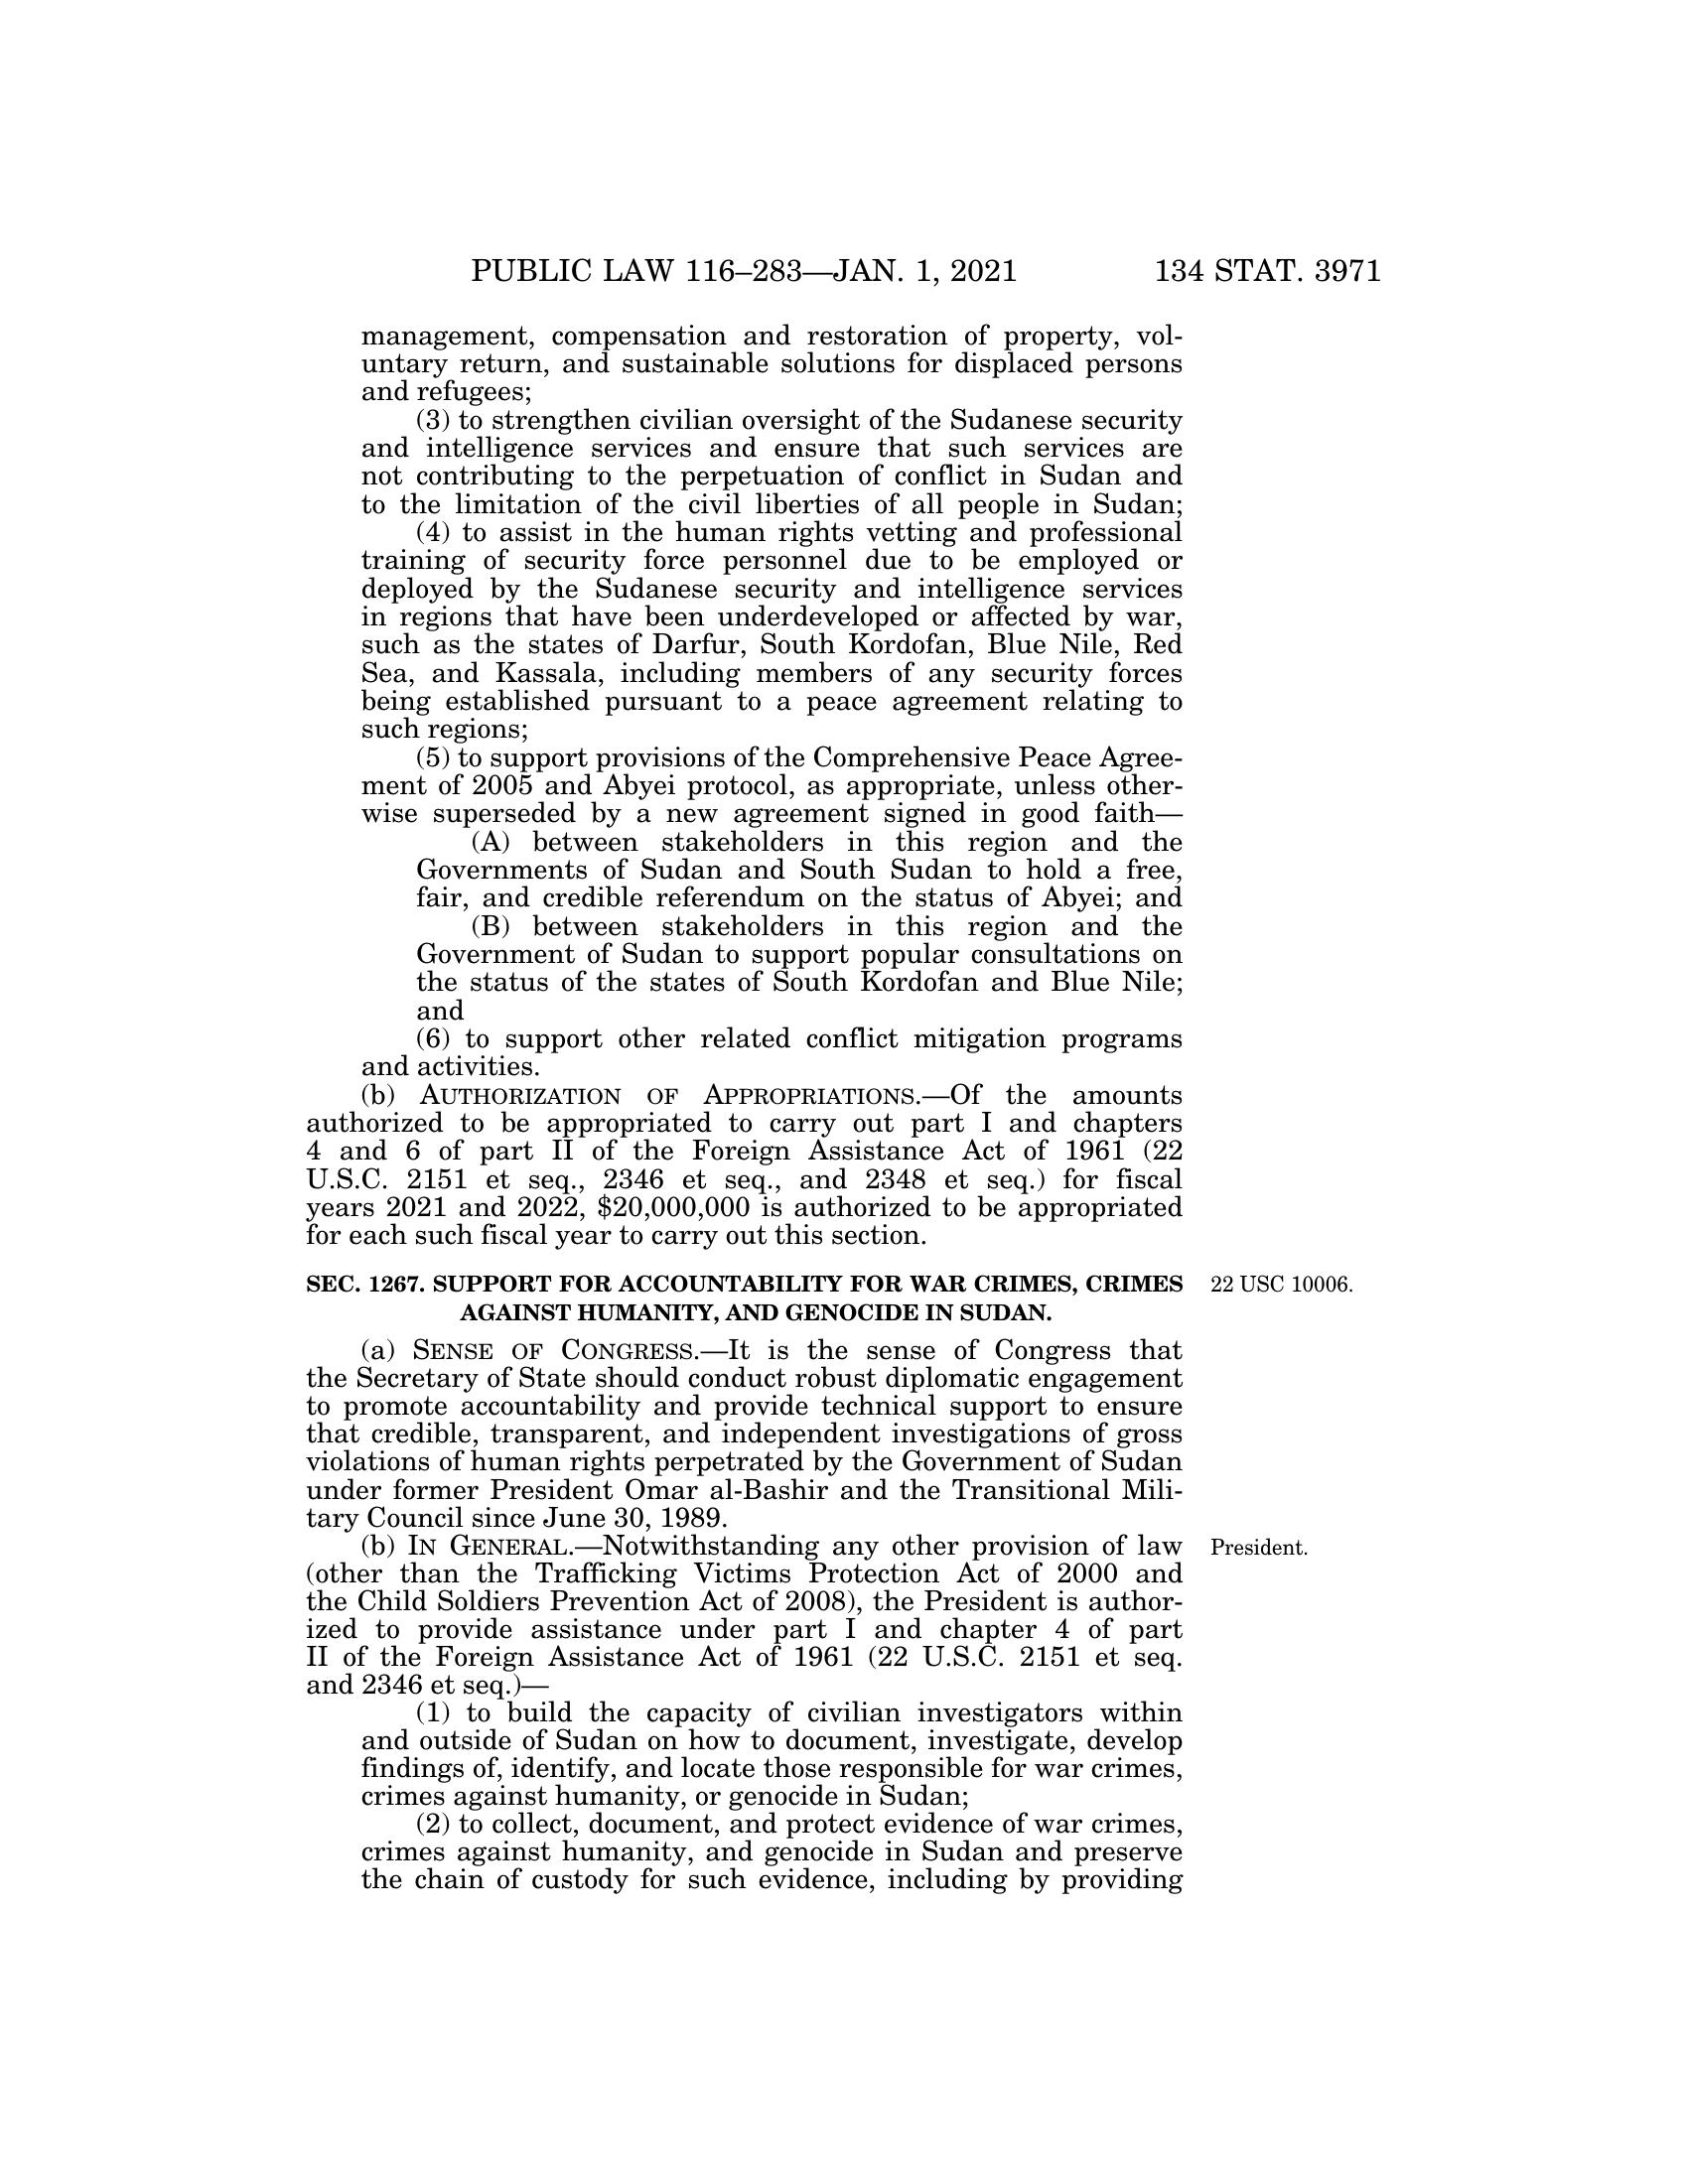 PUBLIC LAW 116–283—JAN. 1, 2021 134 STAT. 3971
management, compensation and restoration of property, vol-
untary return, and sustainable solutions for displaced persons
and refugees;
(3) to strengthen civilian oversight of the Sudanese security
and intelligence services and ensure that such services are
not contributing to the perpetuation of conflict in Sudan and
to the limitation of the civil liberties of all people in Sudan;
(4) to assist in the human rights vetting and professional
training of security force personnel due to be employed or
deployed by the Sudanese security and intelligence services
in regions that have been underdeveloped or affected by war,
such as the states of Darfur, South Kordofan, Blue Nile, Red
Sea, and Kassala, including members of any security forces
being established pursuant to a peace agreement relating to
such regions;
(5) to support provisions of the Comprehensive Peace Agree-
ment of 2005 and Abyei protocol, as appropriate, unless other-
wise superseded by a new agreement signed in good faith—
(A) between stakeholders in this region and the
Governments of Sudan and South Sudan to hold a free,
fair, and credible referendum on the status of Abyei; and
(B) between stakeholders in this region and the
Government of Sudan to support popular consultations on
the status of the states of South Kordofan and Blue Nile;
and
(6) to support other related conflict mitigation programs
and activities.
(b) AUTHORIZATION OF APPROPRIATIONS.—Of the amounts
authorized to be appropriated to carry out part I and chapters
4 and 6 of part II of the Foreign Assistance Act of 1961 (22
U.S.C. 2151 et seq., 2346 et seq., and 2348 et seq.) for fiscal
years 2021 and 2022, $20,000,000 is authorized to be appropriated
for each such fiscal year to carry out this section.
SEC. 1267. SUPPORT FOR ACCOUNTABILITY FOR WAR CRIMES, CRIMES 22 USC 10006.
AGAINST HUMANITY, AND GENOCIDE IN SUDAN.
(a) SENSE OF CONGRESS.—It is the sense of Congress that
the Secretary of State should conduct robust diplomatic engagement
to promote accountability and provide technical support to ensure
that credible, transparent, and independent investigations of gross
violations of human rights perpetrated by the Government of Sudan
under former President Omar al-Bashir and the Transitional Mili-
tary Council since June 30, 1989.
(b) IN GENERAL.—Notwithstanding any other provision of law President.
(other than the Trafficking Victims Protection Act of 2000 and
the Child Soldiers Prevention Act of 2008), the President is author-
ized to provide assistance under part I and chapter 4 of part
II of the Foreign Assistance Act of 1961 (22 U.S.C. 2151 et seq.
and 2346 et seq.)—
(1) to build the capacity of civilian investigators within
and outside of Sudan on how to document, investigate, develop
findings of, identify, and locate those responsible for war crimes,
crimes against humanity, or genocide in Sudan;
(2) to collect, document, and protect evidence of war crimes,
crimes against humanity, and genocide in Sudan and preserve
the chain of custody for such evidence, including by providing